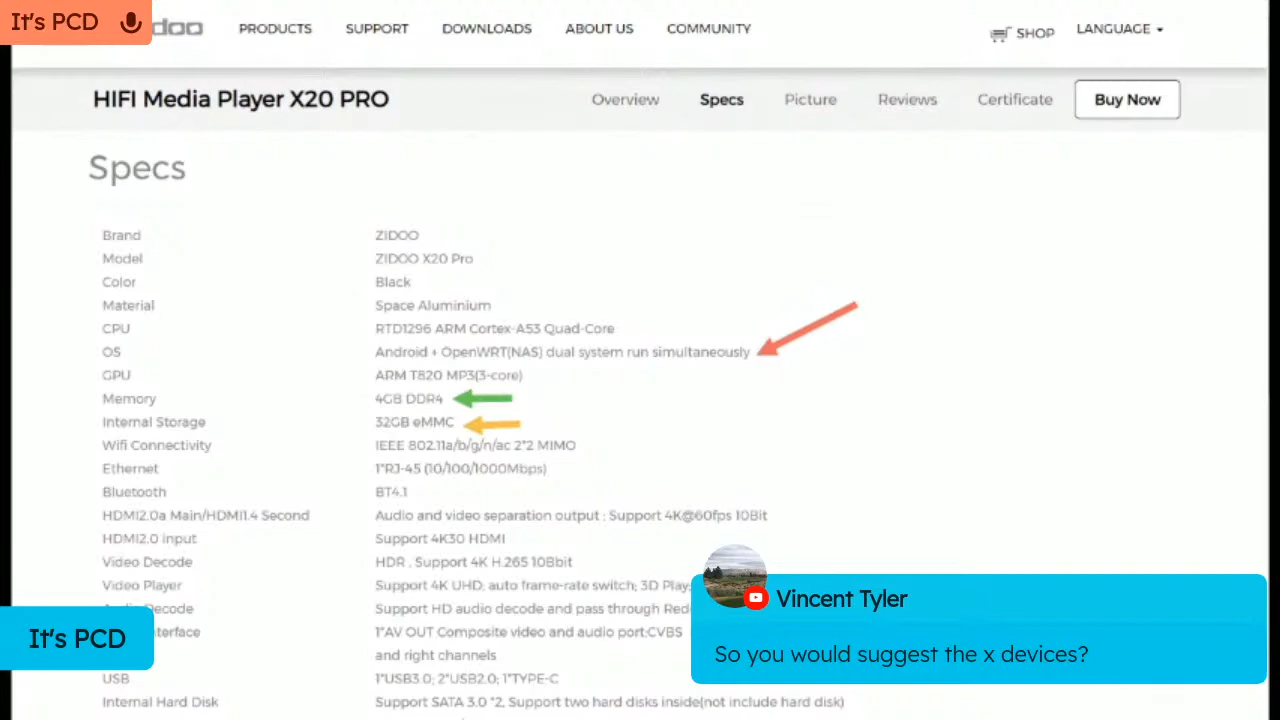 It's PCD
doo
PRODUCTS SUPPORT DOWNLOADS ABOUT US COMMUNITY SHOP LANGUAGE
HIFI Media Player X20 PRO Overview Specs Picture Reviews Certificate Buy Now
Specs
Brand ZIDOO
Model ZIDOO X20 Pro
Color Black
Material Space Aluminium
CPU RTD1296 ARM Cortex-A53 Quad-Core
OS Android + OpenWRT(NAS) dual system run simultaneously
GPU ARM T820 MP3(3-core)
Memory 4GB DDR4
Internal Storage 32GB eMMC
Wifi Connectivity IEEE 802.11a/b/g/n/ac 2*2 MIMO
Ethernet 1*RJ-45 (10/100/1000Mbps)
Bluetooth BT4.1
HDMI2.0a Main/HDMI1.4 Second Audio and video separation output ; Support 4K@60fps 10Bit
HDMI2.0 input Support 4K30 HDMI
Video Decode HDR , Support 4K H.265 10Bbit
Video Player Support 4K UHD, auto frame-rate switch; 3D Play;
Decode Support HD audio decode and pass through
terface 1*AV OUT Composite video and audio port;CVBS
and right channels
USB 1*USB3.0; 2*USB2.0; 1*TYPE-C
Internal Hard Disk Support SATA 3.0 *2, Support two hard disks inside(not include hard disk)
It's PCD
Vincent Tyler
So you would suggest the x devices?